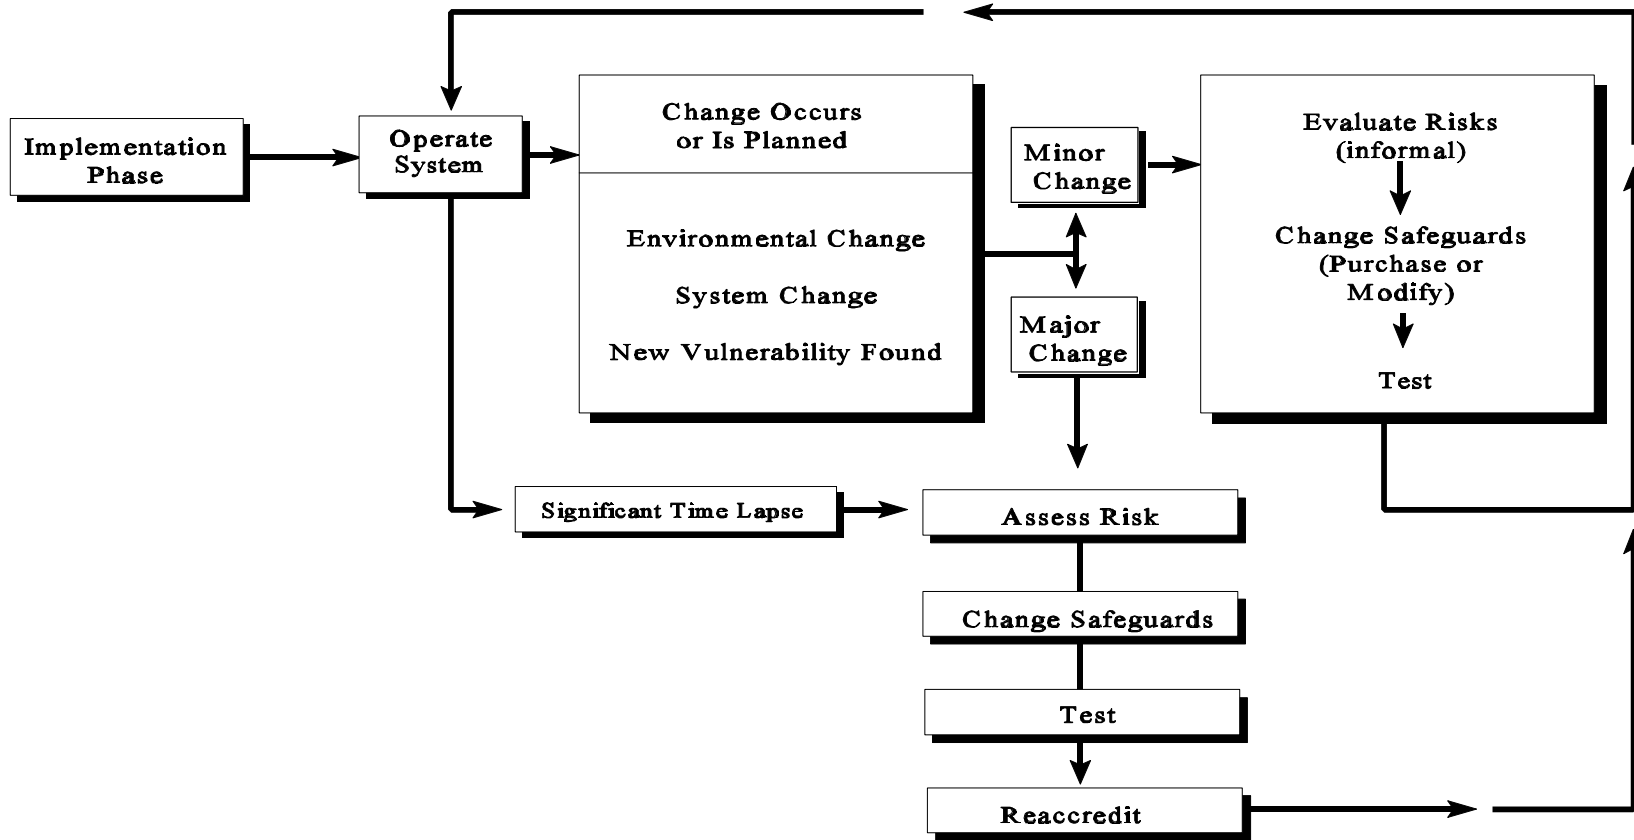 Implementation
Phase
Operate
System
Change Occurs
or Is Planned
Environmental Change
System Change
New Vulnerability Found
Minor
Change
Major
Change
Evaluate Risks
(informal)
Change Safeguards
(Purchase or
Modify)
Test
Significant Time Lapse
Assess Risk
Change Safeguards
Test
Reaccredit